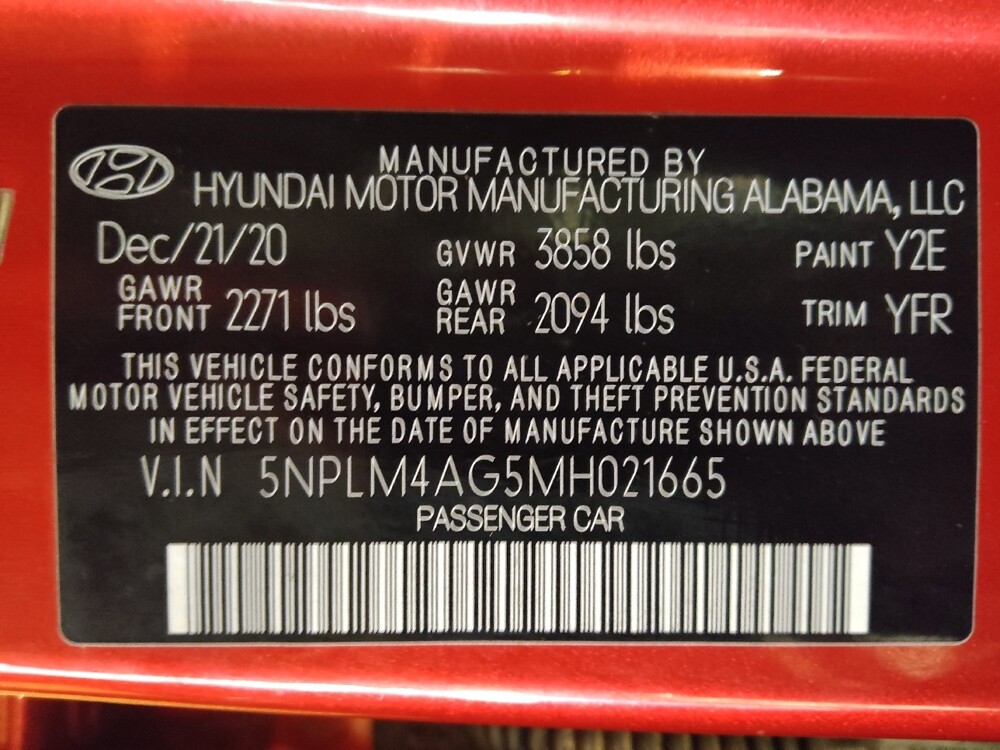 MANUFACTURED BY
HYUNDAI MOTOR MANUFACTURING ALABAMA, LLC
Dec/21/20 GVWR 3858 lbs PAINT Y2E
GAWR FRONT 2271 lbs GAWR REAR 2094 lbs TRIM YFR
THIS VEHICLE CONFORMS TO ALL APPLICABLE U.S.A. FEDERAL
MOTOR VEHICLE SAFETY, BUMPER, AND THEFT PREVENTION STANDARDS
IN EFFECT ON THE DATE OF MANUFACTURE SHOWN ABOVE
V.I.N 5NPLM4AG5MH021665
PASSENGER CAR